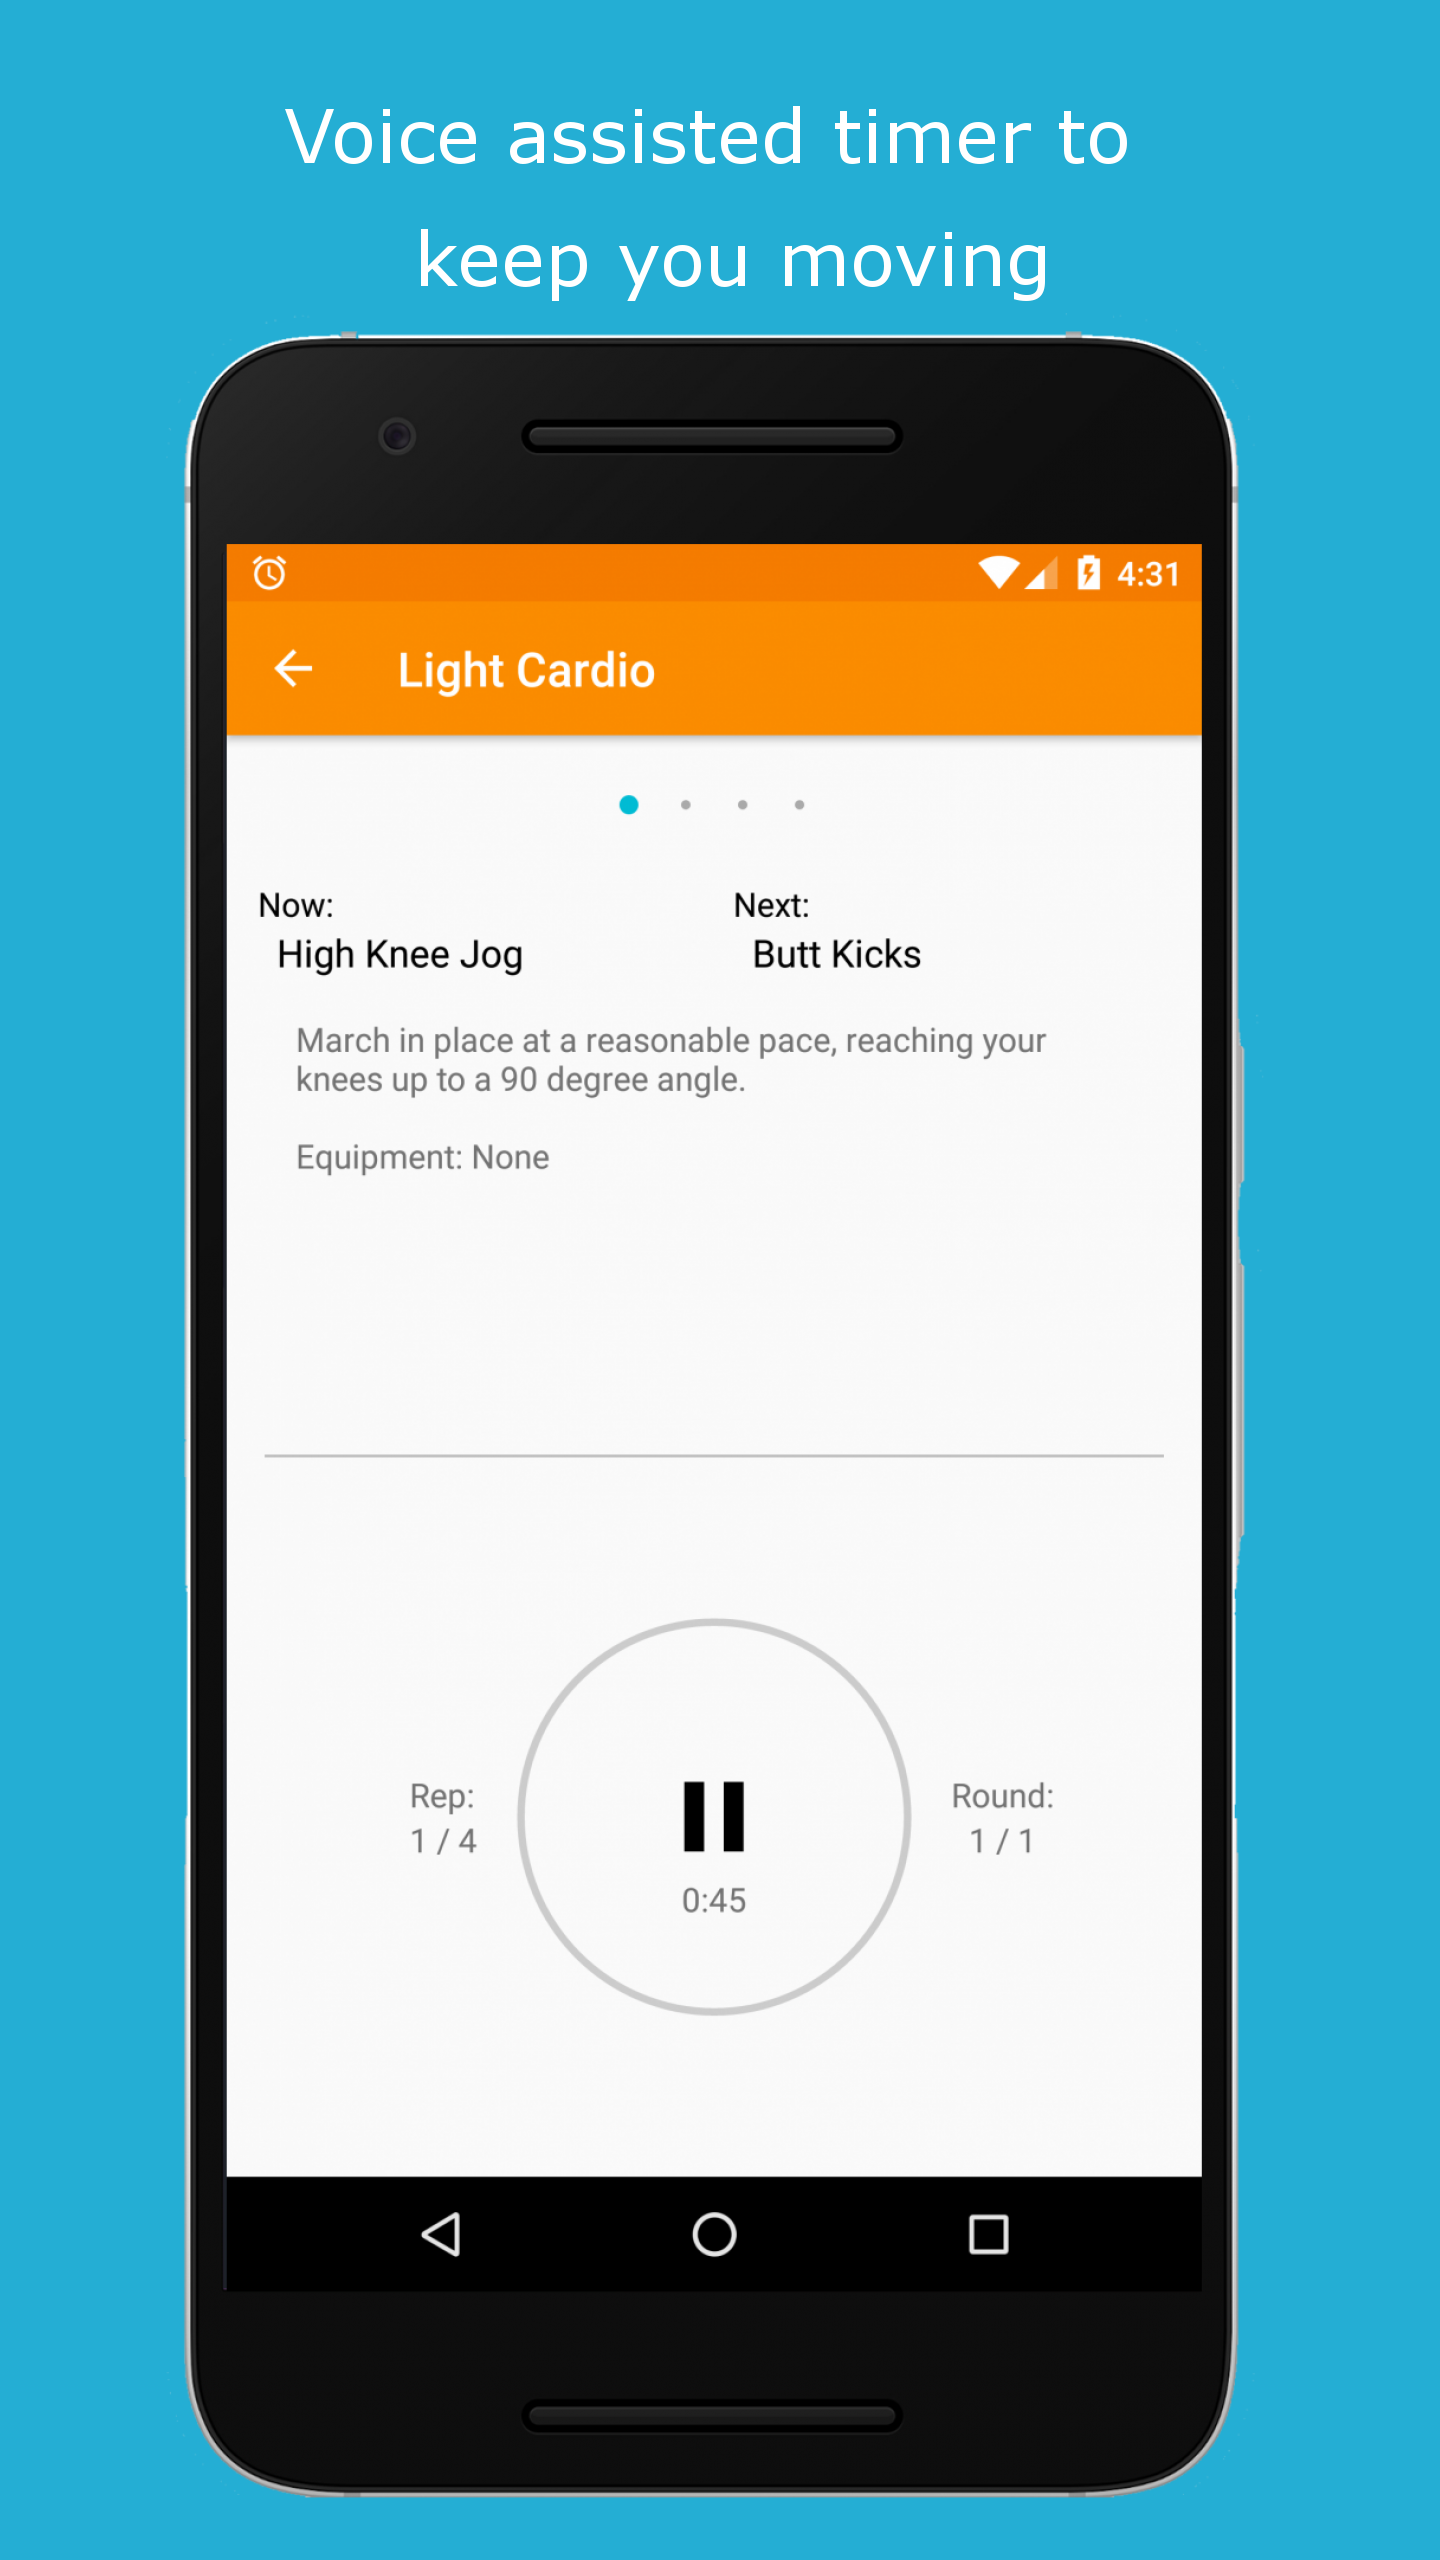 Voice assisted timer to
keep you moving
4:31
Light Cardio
Now:
High Knee Jog
Next:
Butt Kicks
March in place at a reasonable pace, reaching your
knees up to a 90 degree angle.
Equipment: None
Rep:
1 / 4
0:45
Round:
1 / 1